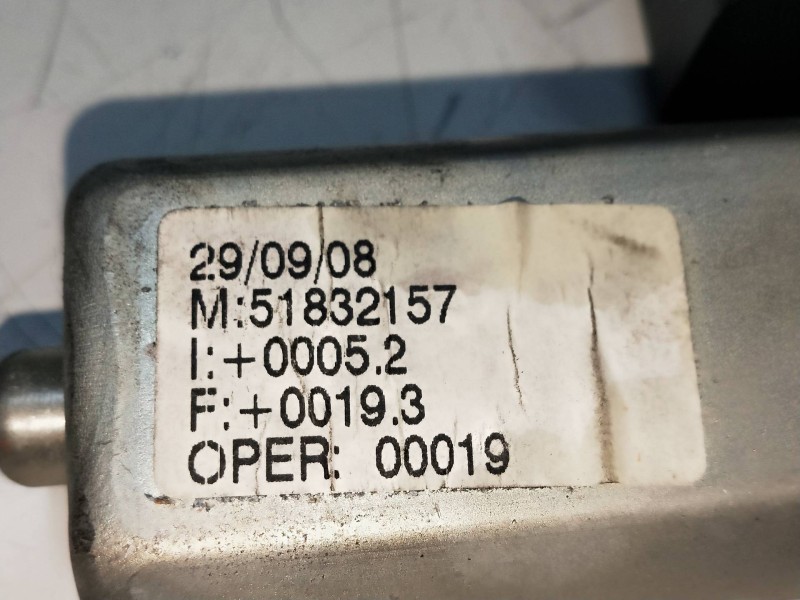 29/09/08
M:51832157
I:+0005.2
F:+0019.3
OPER: 00019